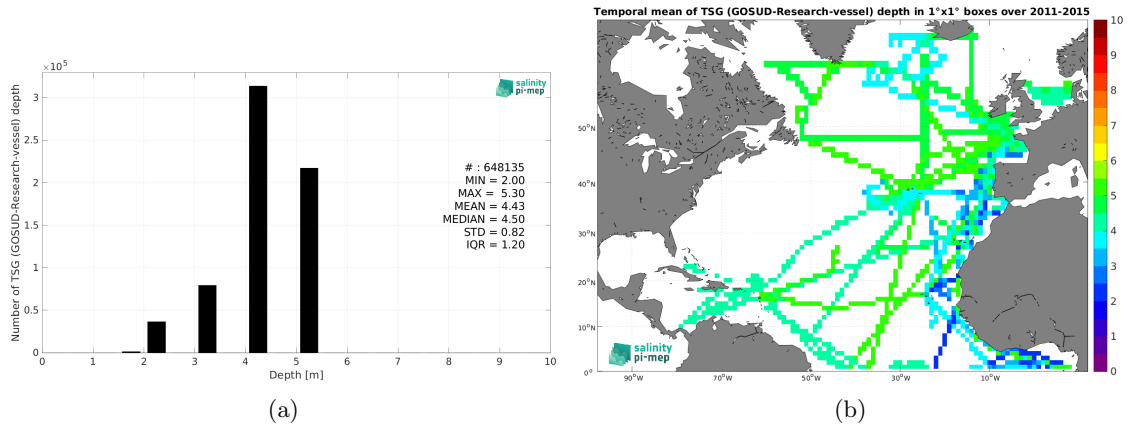 Number of TSG (GOSUD-Research-vessel) depth
×10⁵
3
2.5
2
1.5
1
0.5
0
salinity
pi-mep
# : 648135
MIN = 2.00
MAX = 5.30
MEAN = 4.43
MEDIAN = 4.50
STD = 0.82
IQR = 1.20
0 1 2 3 4 5 6 7 8 9 10
Depth [m]
(a)
Temporal mean of TSG (GOSUD-Research-vessel) depth in 1°x1° boxes over 2011-2015
50°N
40°N
30°N
20°N
10°N
0°
90°W 70°W 50°W 30°W 10°W
salinity
pi-mep
10
9
8
7
6
5
4
3
2
1
0
(b)